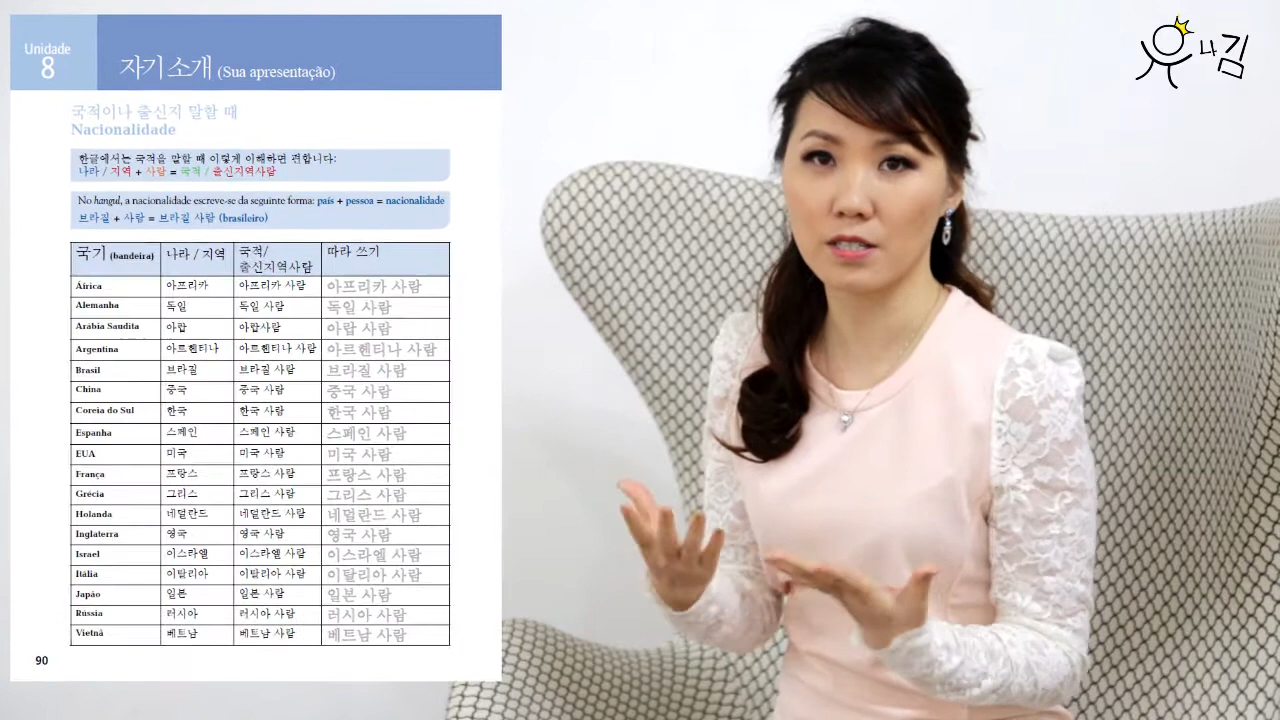 Unidade
8
자기 소개 (Sua apresentação)
국적이나 출신지 말할 때
Nacionalidade
한글에서는 국적을 말할 때 이렇게 이해하면 편합니다:
나라 / 지역 + 사람 = 국적 / 출신지역사람
No hangul, a nacionalidade escreve-se da seguinte forma: país + pessoa = nacionalidade
브라질 + 사람 = 브라질 사람 (brasileiro)
국기 (bandeira) 나라 / 지역 국적/ 출신지역사람 따라 쓰기
África 아프리카 아프리카 사람 아프리카 사람
Alemanha 독일 독일 사람 독일 사람
Arábia Saudita 아랍 아랍사람 아랍 사람
Argentina 아르헨티나 아르헨티나 사람 아르헨티나 사람
Brasil 브라질 브라질 사람 브라질 사람
China 중국 중국 사람 중국 사람
Coreia do Sul 한국 한국 사람 한국 사람
Espanha 스페인 스페인 사람 스페인 사람
EUA 미국 미국 사람 미국 사람
França 프랑스 프랑스 사람 프랑스 사람
Grécia 그리스 그리스 사람 그리스 사람
Holanda 네덜란드 네덜란드 사람 네덜란드 사람
Inglaterra 영국 영국 사람 영국 사람
Israel 이스라엘 이스라엘 사람 이스라엘 사람
Itália 이탈리아 이탈리아 사람 이탈리아 사람
Japão 일본 일본 사람 일본 사람
Rússia 러시아 러시아 사람 러시아 사람
Vietnã 베트남 베트남 사람 베트남 사람
90
유나킴